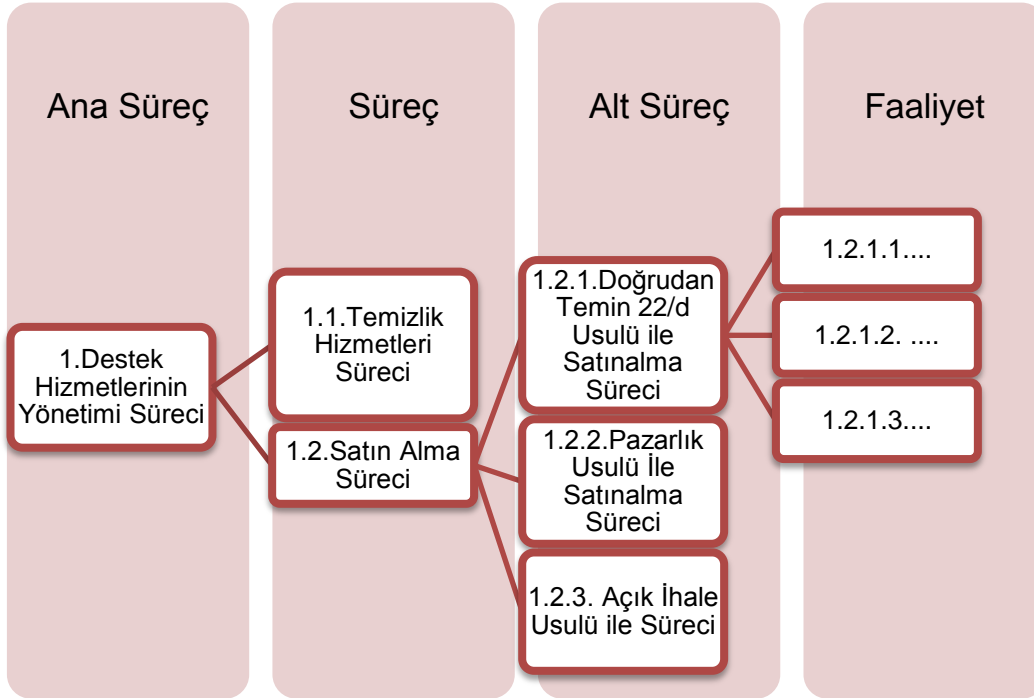 Ana Süreç
Süreç
Alt Süreç
Faaliyet
1.Destek
Hizmetlerinin
Yönetimi Süreci
1.1.Temizlik
Hizmetleri
Süreci
1.2.Satın Alma
Süreci
1.2.1.Doğrudan
Temin 22/d
Usulü ile
Satınalma
Süreci
1.2.2.Pazarlık
Usulü İle
Satınalma
Süreci
1.2.3. Açık İhale
Usulü ile Süreci
1.2.1.1....
1.2.1.2. ....
1.2.1.3....